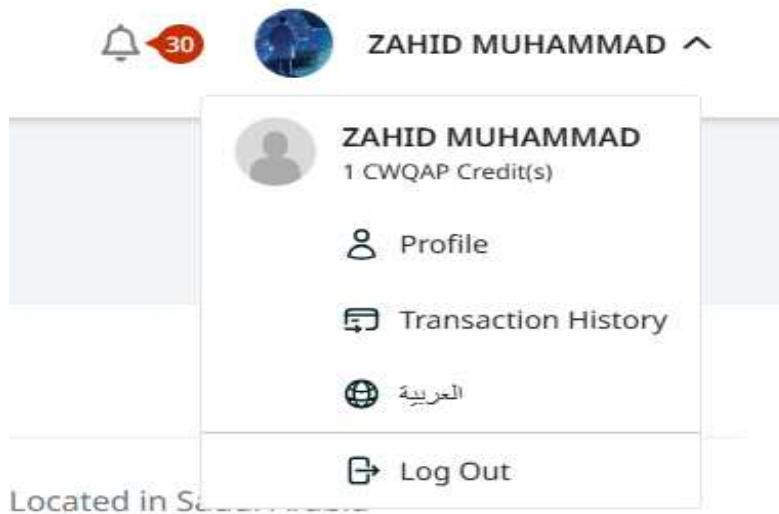 30
ZAHID MUHAMMAD
ZAHID MUHAMMAD
1 CWQAP Credit(s)
Profile
Transaction History
العربية
Log Out
Located in